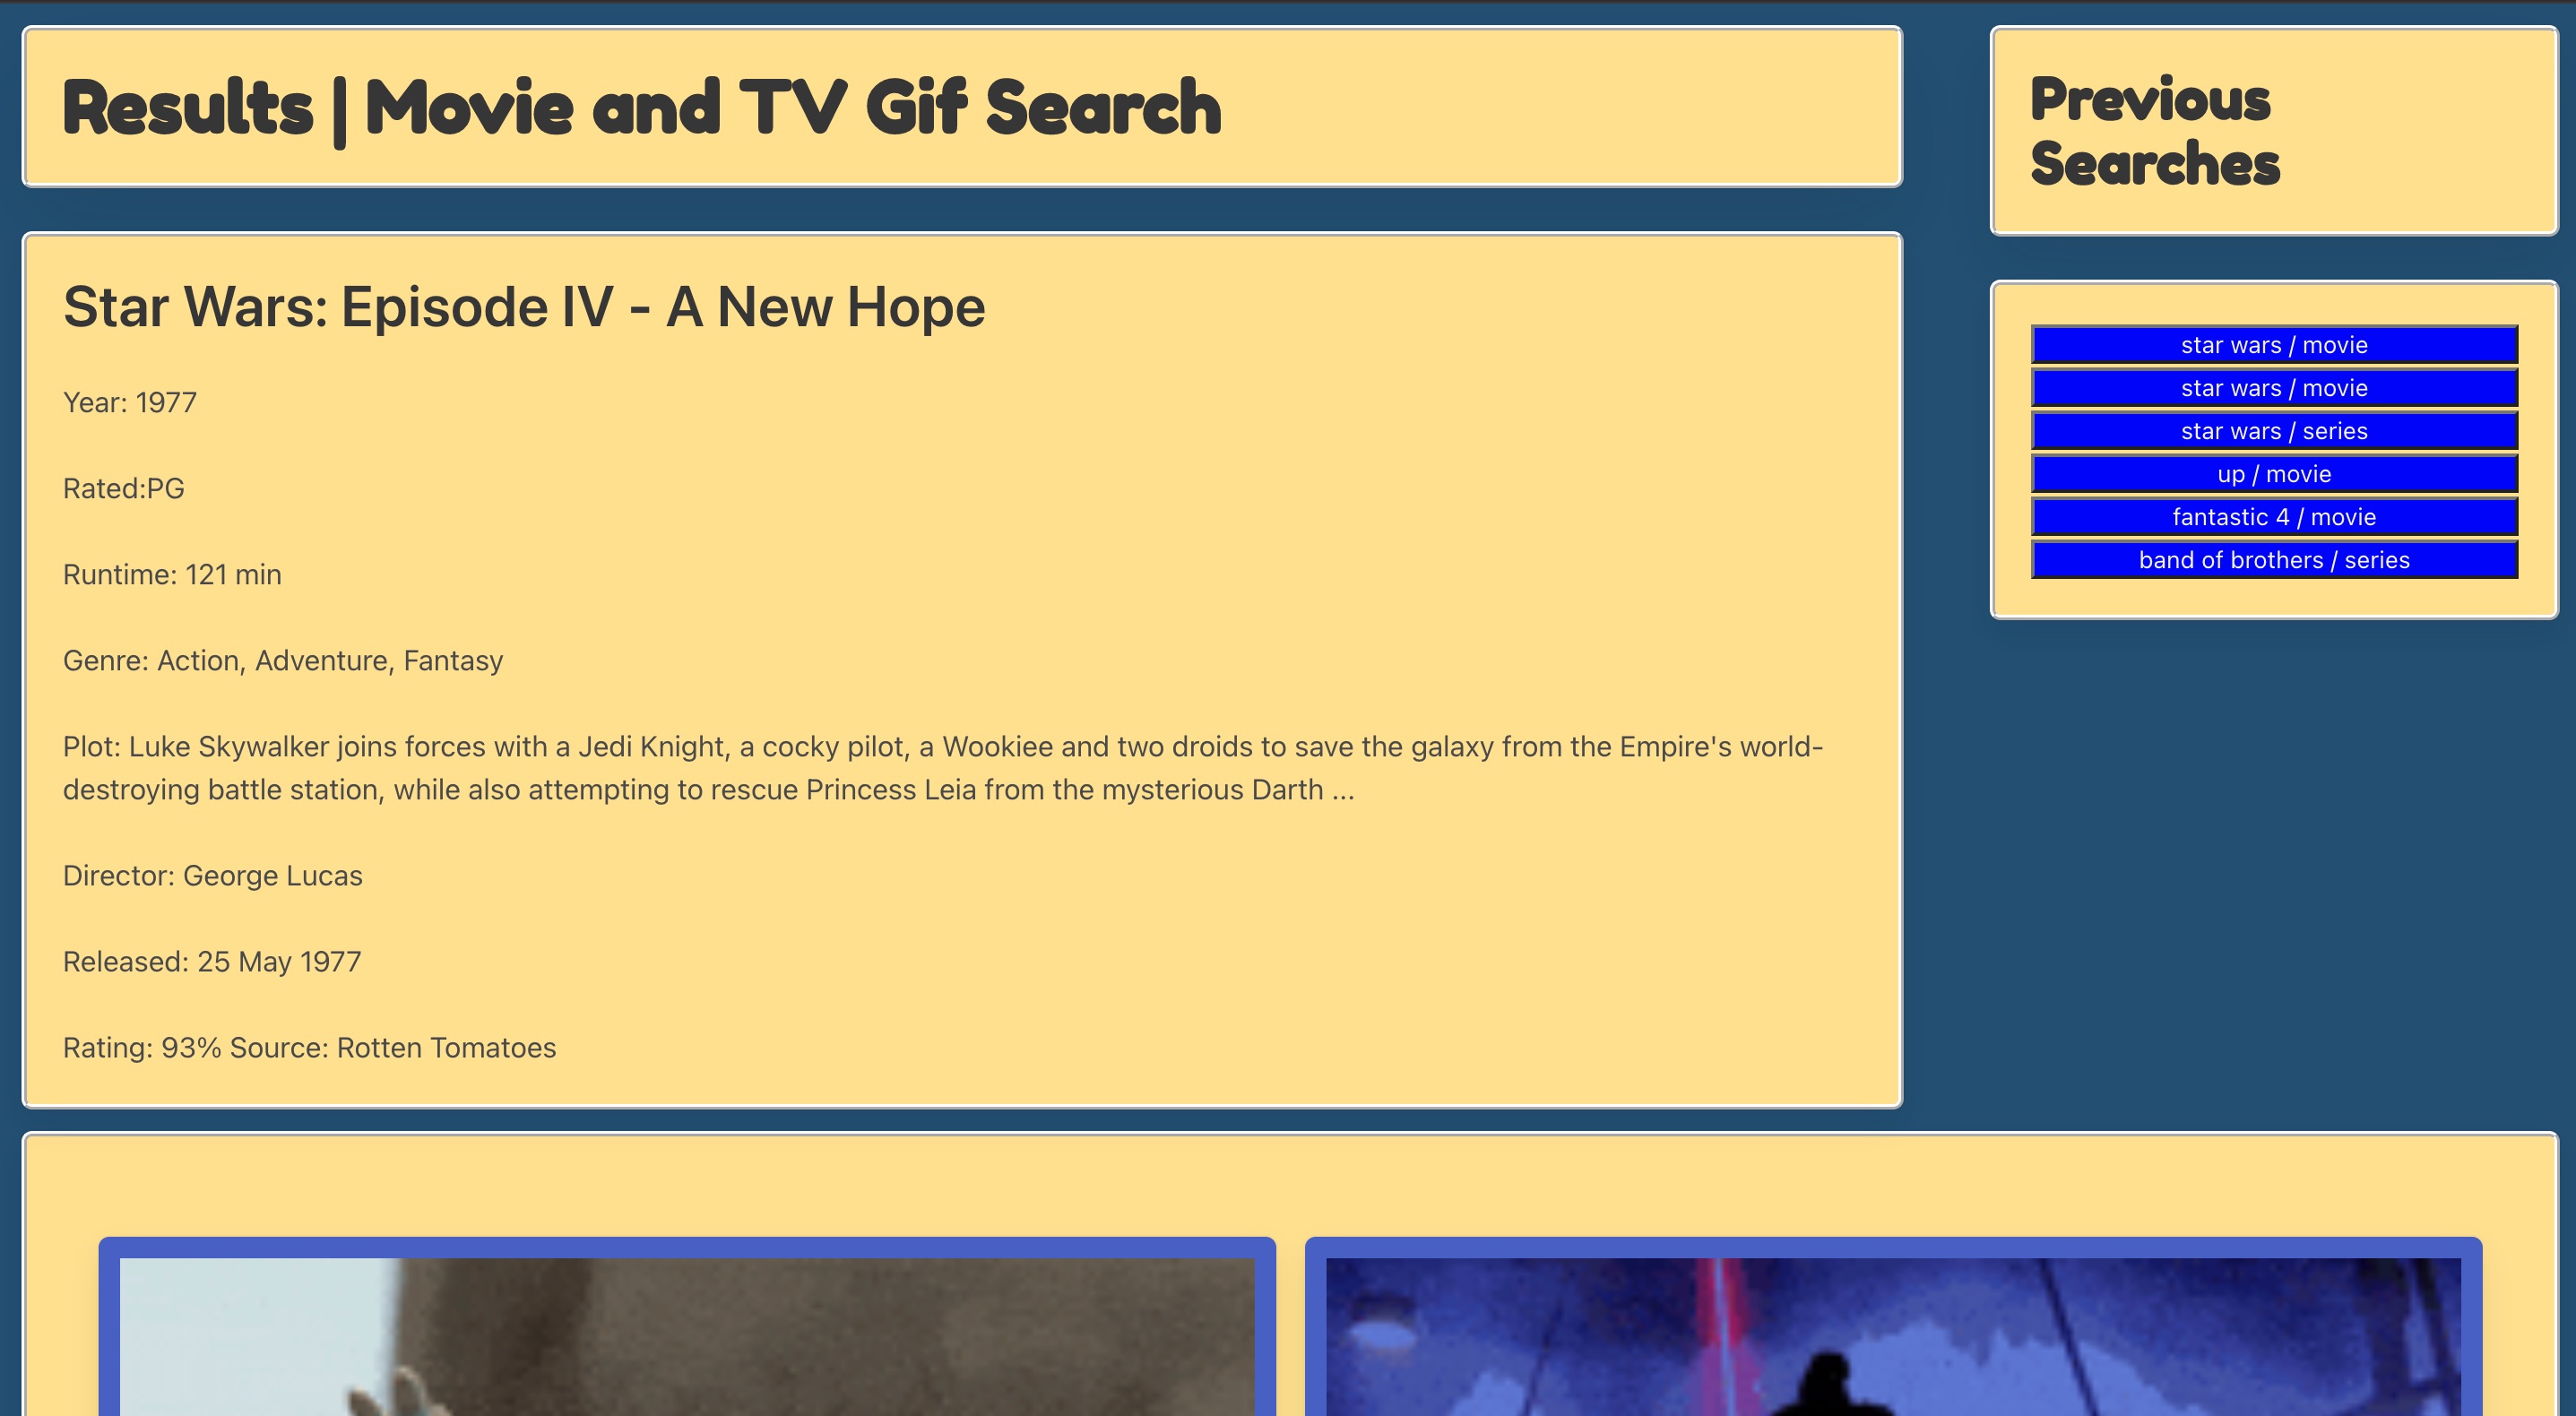 Results | Movie and TV Gif Search
Star Wars: Episode IV - A New Hope
Year: 1977
Rated:PG
Runtime: 121 min
Genre: Action, Adventure, Fantasy
Plot: Luke Skywalker joins forces with a Jedi Knight, a cocky pilot, a Wookiee and two droids to save the galaxy from the Empire's world-
destroying battle station, while also attempting to rescue Princess Leia from the mysterious Darth ...
Director: George Lucas
Released: 25 May 1977
Rating: 93% Source: Rotten Tomatoes
Previous
Searches
star wars / movie
star wars / movie
star wars / series
up / movie
fantastic 4 / movie
band of brothers / series